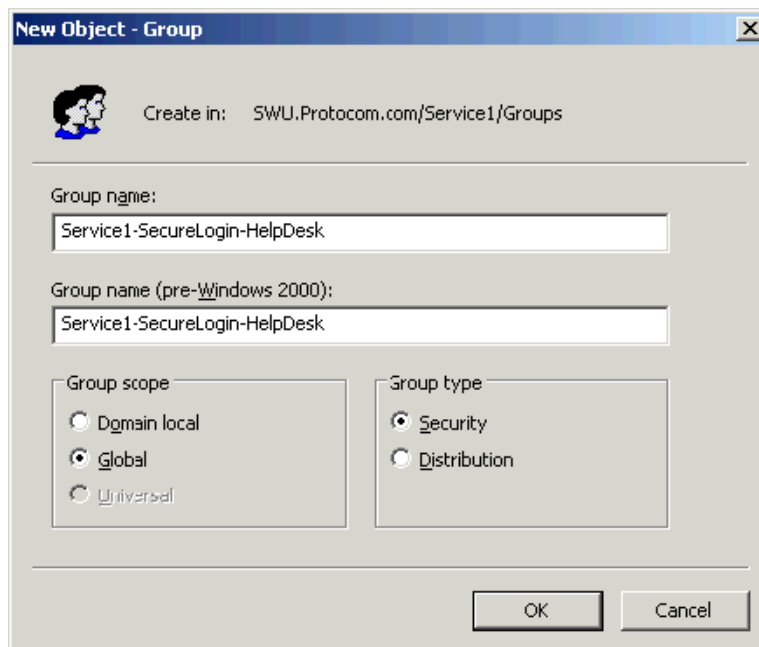 New Object - Group
Create in: SWU.Protocom.com/Service1/Groups
Group name:
Service1-SecureLogin-HelpDesk
Group name (pre-Windows 2000):
Service1-SecureLogin-HelpDesk
Group scope
Domain local
Global
Universal
Group type
Security
Distribution
OK Cancel